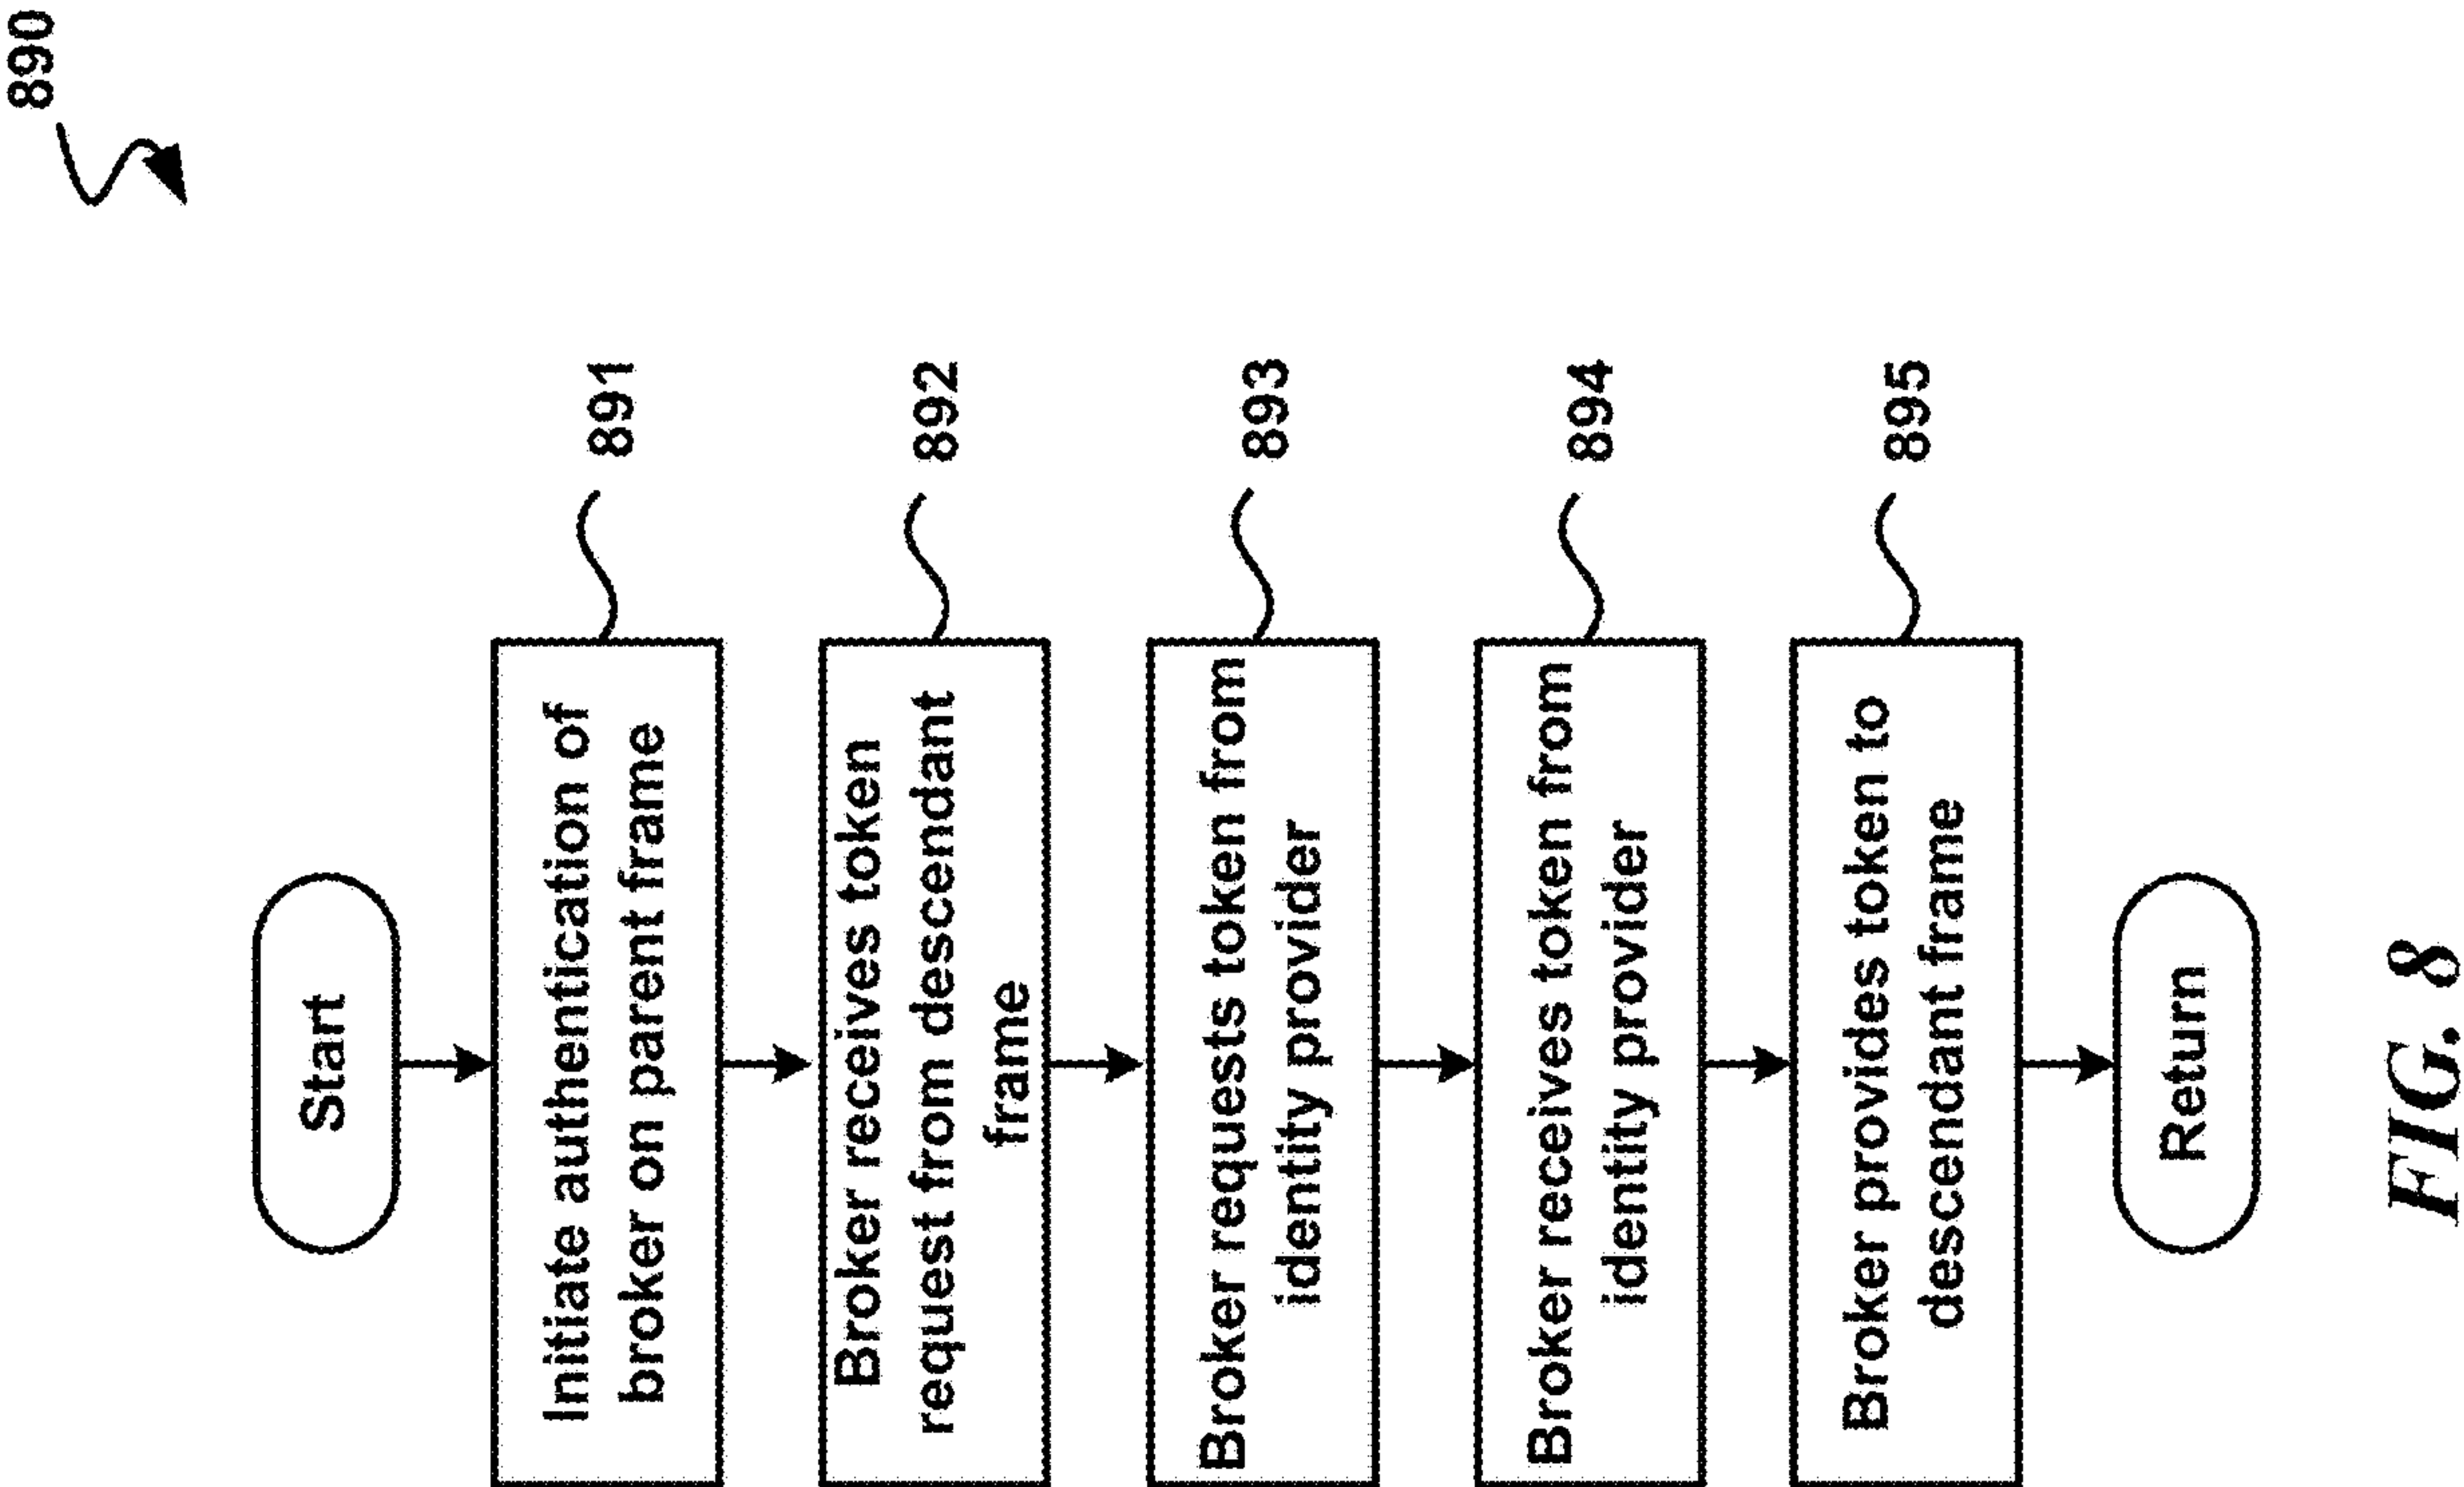 890
Start
Initiate authentication of
broker on parent frame
891
Broker receives token
request from descendant
frame
892
Broker requests token from
identity provider
893
Broker receives token from
identity provider
894
Broker provides token to
descendant frame
895
Return
FIG. 8